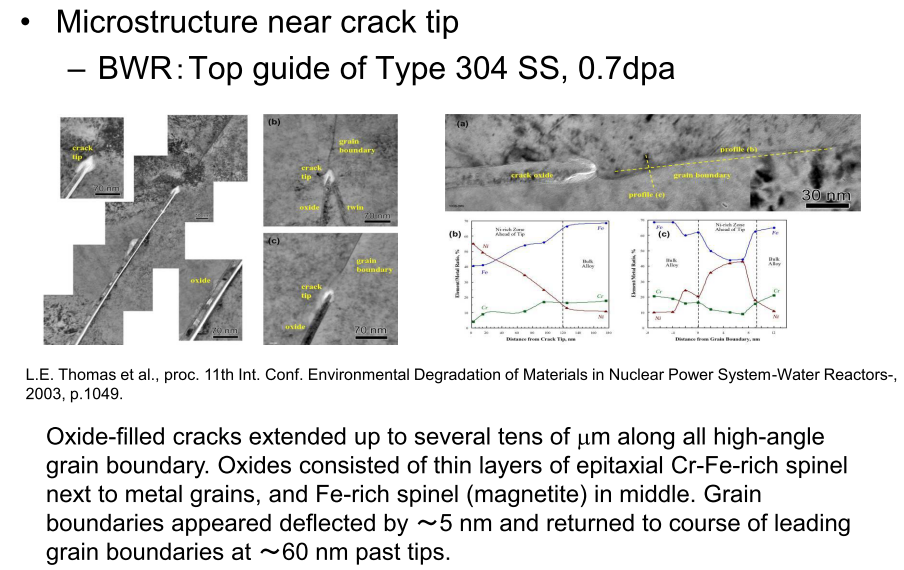 • Microstructure near crack tip
– BWR:Top guide of Type 304 SS, 0.7dpa
crack
tip
70 nm
oxide
70 nm
(b)
grain
boundary
crack
tip
oxide twin
70 nm
(c)
grain
boundary
crack
tip
oxide
70 nm
(a)
profile (b)
crack oxide
grain boundary
profile (c)
30 nm
(b)
Ni-rich Zone
Ahead of Tip
Ni
Fe
Fe
Bulk
Alloy
Cr
Cr
Ni
Element/Metal Ratio, %
Distance from Crack Tip, nm
(c)
Ni-rich Zone
Ahead of Tip
Fe
Fe
Bulk
Alloy
Bulk
Alloy
Cr
Cr
Ni
Ni
Element/Metal Ratio, %
Distance from Grain Boundary, nm
L.E. Thomas et al., proc. 11th Int. Conf. Environmental Degradation of Materials in Nuclear Power System-Water Reactors-,
2003, p.1049.
Oxide-filled cracks extended up to several tens of μm along all high-angle
grain boundary. Oxides consisted of thin layers of epitaxial Cr-Fe-rich spinel
next to metal grains, and Fe-rich spinel (magnetite) in middle. Grain
boundaries appeared deflected by ~5 nm and returned to course of leading
grain boundaries at ~60 nm past tips.